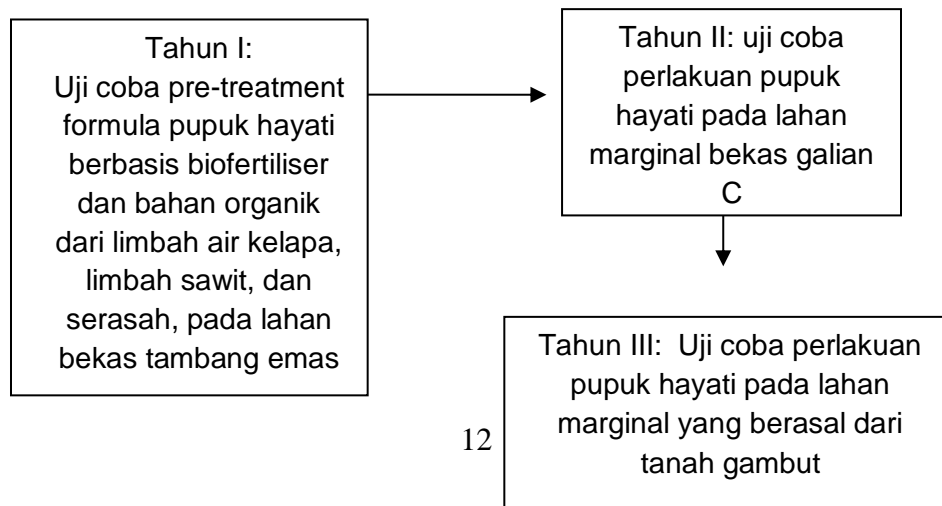 Tahun I:
Uji coba pre-treatment
formula pupuk hayati
berbasis biofertiliser
dan bahan organik
dari limbah air kelapa,
limbah sawit, dan
serasah, pada lahan
bekas tambang emas
Tahun II: uji coba
perlakuan pupuk
hayati pada lahan
marginal bekas galian
C
Tahun III:  Uji coba perlakuan
pupuk hayati pada lahan
marginal yang berasal dari
tanah gambut
12